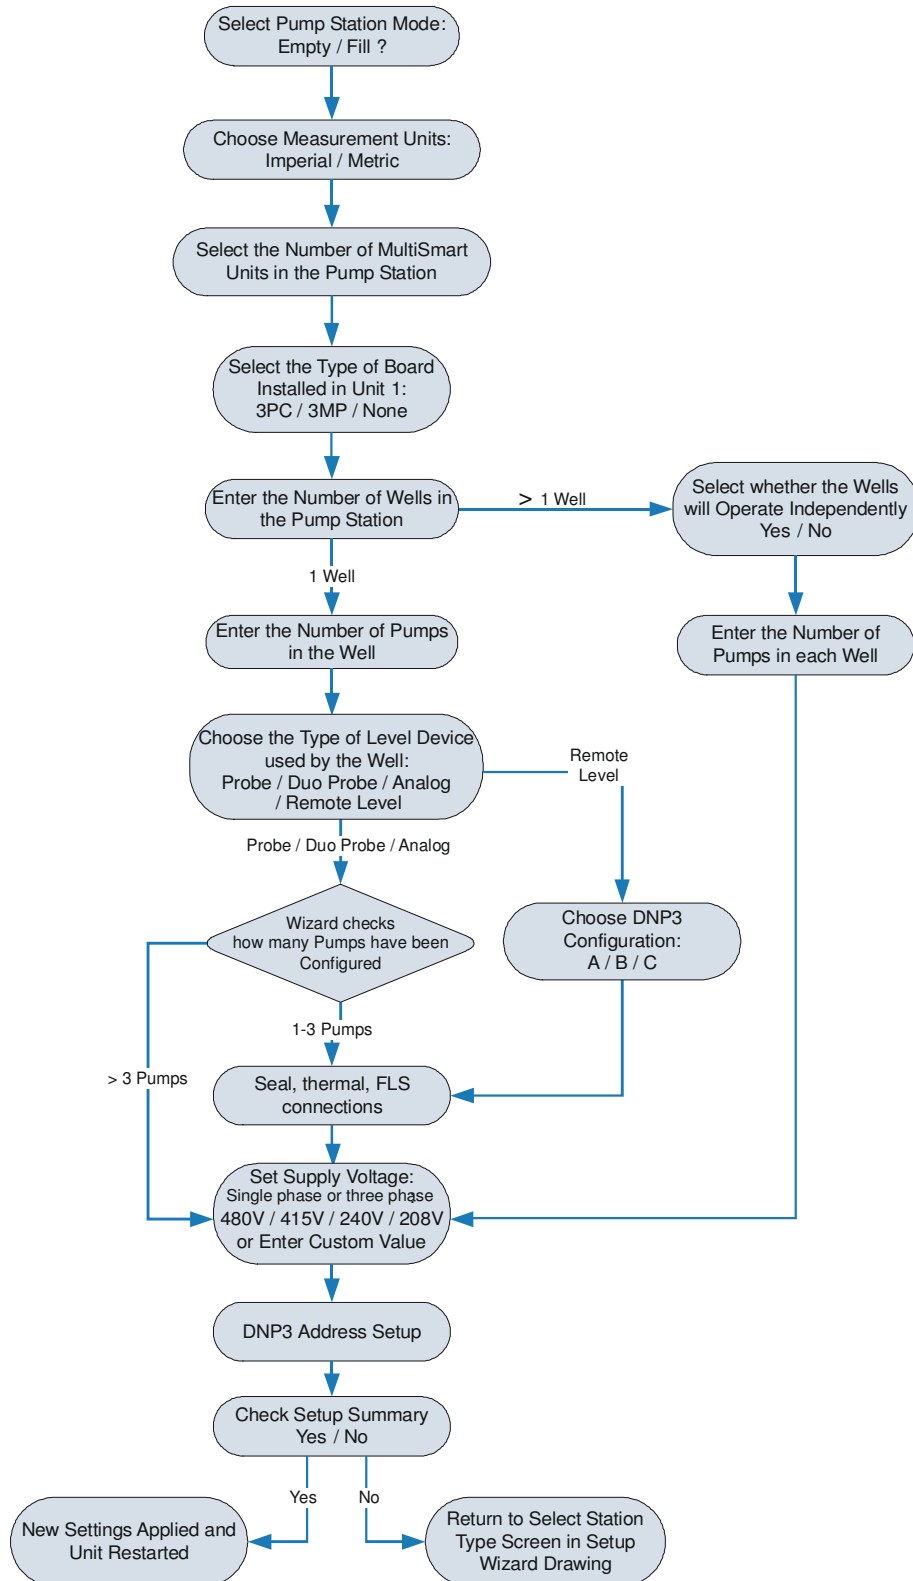 Select Pump Station Mode:
Empty / Fill ?
Choose Measurement Units:
Imperial / Metric
Select the Number of MultiSmart
Units in the Pump Station
Select the Type of Board
Installed in Unit 1:
3PC / 3MP / None
Enter the Number of Wells in
the Pump Station
> 1 Well
Select whether the Wells
will Operate Independently
Yes / No
1 Well
Enter the Number of Pumps
in the Well
Enter the Number of
Pumps in each Well
Choose the Type of Level Device
used by the Well:
Probe / Duo Probe / Analog
/ Remote Level
Remote
Level
Probe / Duo Probe / Analog
Wizard checks
how many Pumps have been
Configured
Choose DNP3
Configuration:
A / B / C
1-3 Pumps
> 3 Pumps
Seal, thermal, FLS
connections
Set Supply Voltage:
Single phase or three phase
480V / 415V / 240V / 208V
or Enter Custom Value
DNP3 Address Setup
Check Setup Summary
Yes / No
Yes
No
New Settings Applied and
Unit Restarted
Return to Select Station
Type Screen in Setup
Wizard Drawing